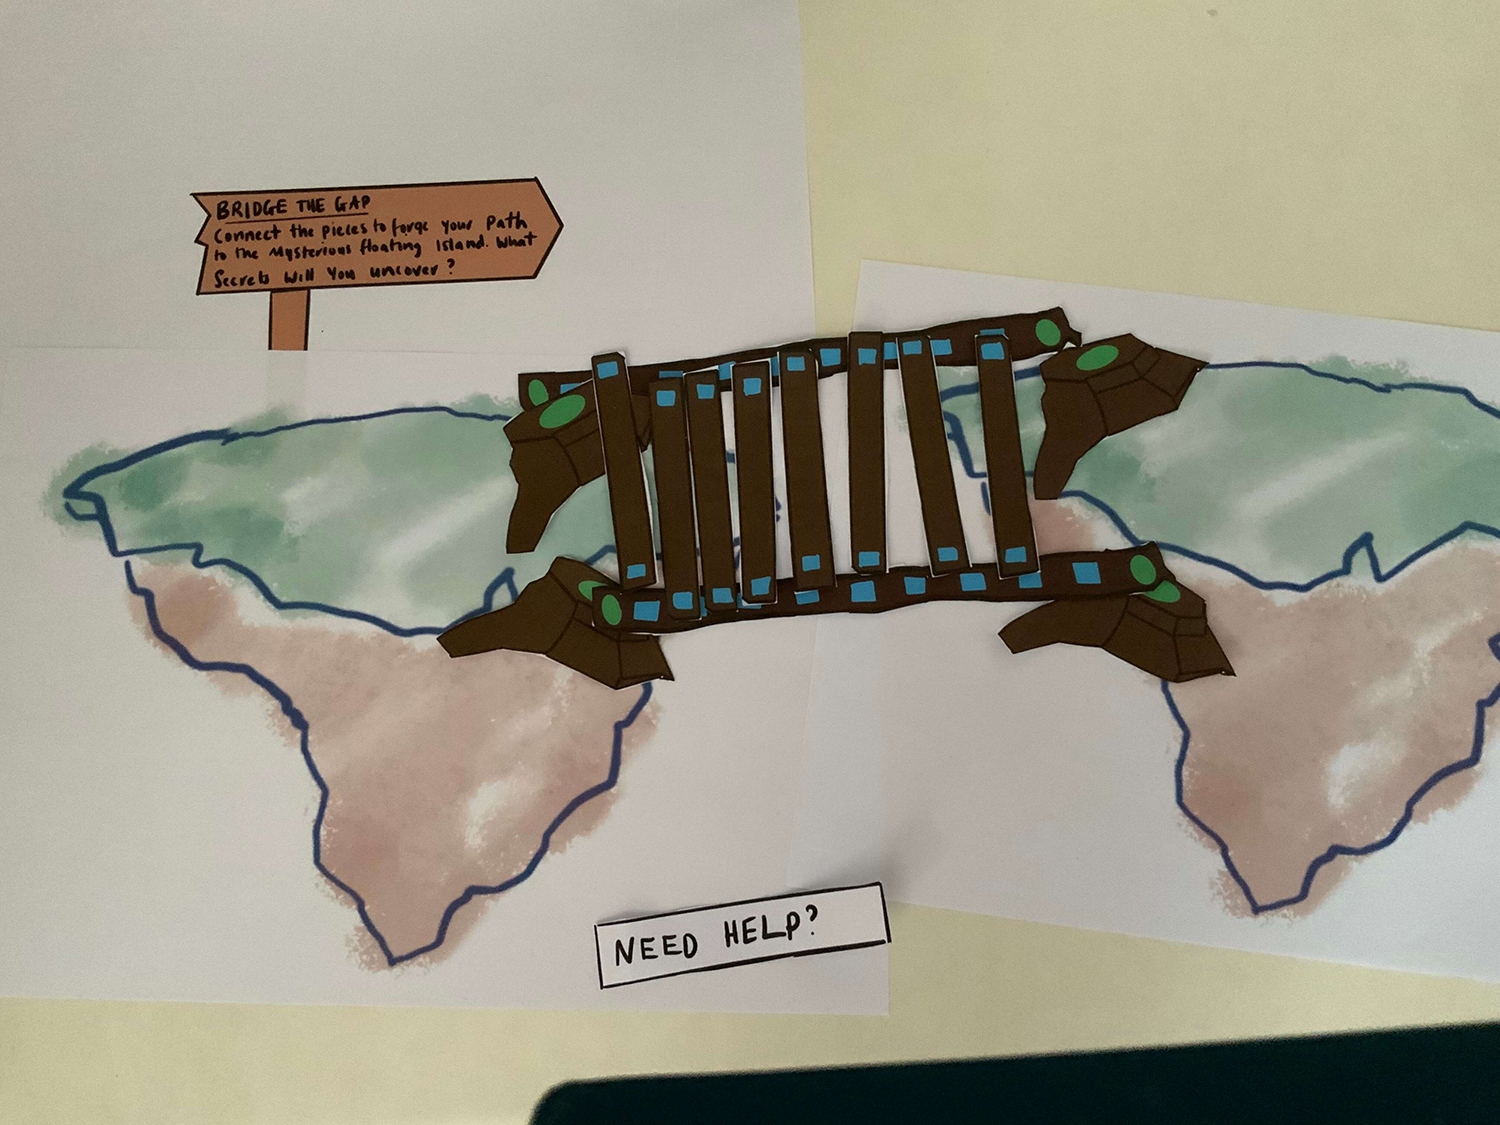 BRIDGE THE GAP
Connect the pieces to forge your Path
to the Mysterious floating Island. What
Secrets will You uncover?
NEED HELP?